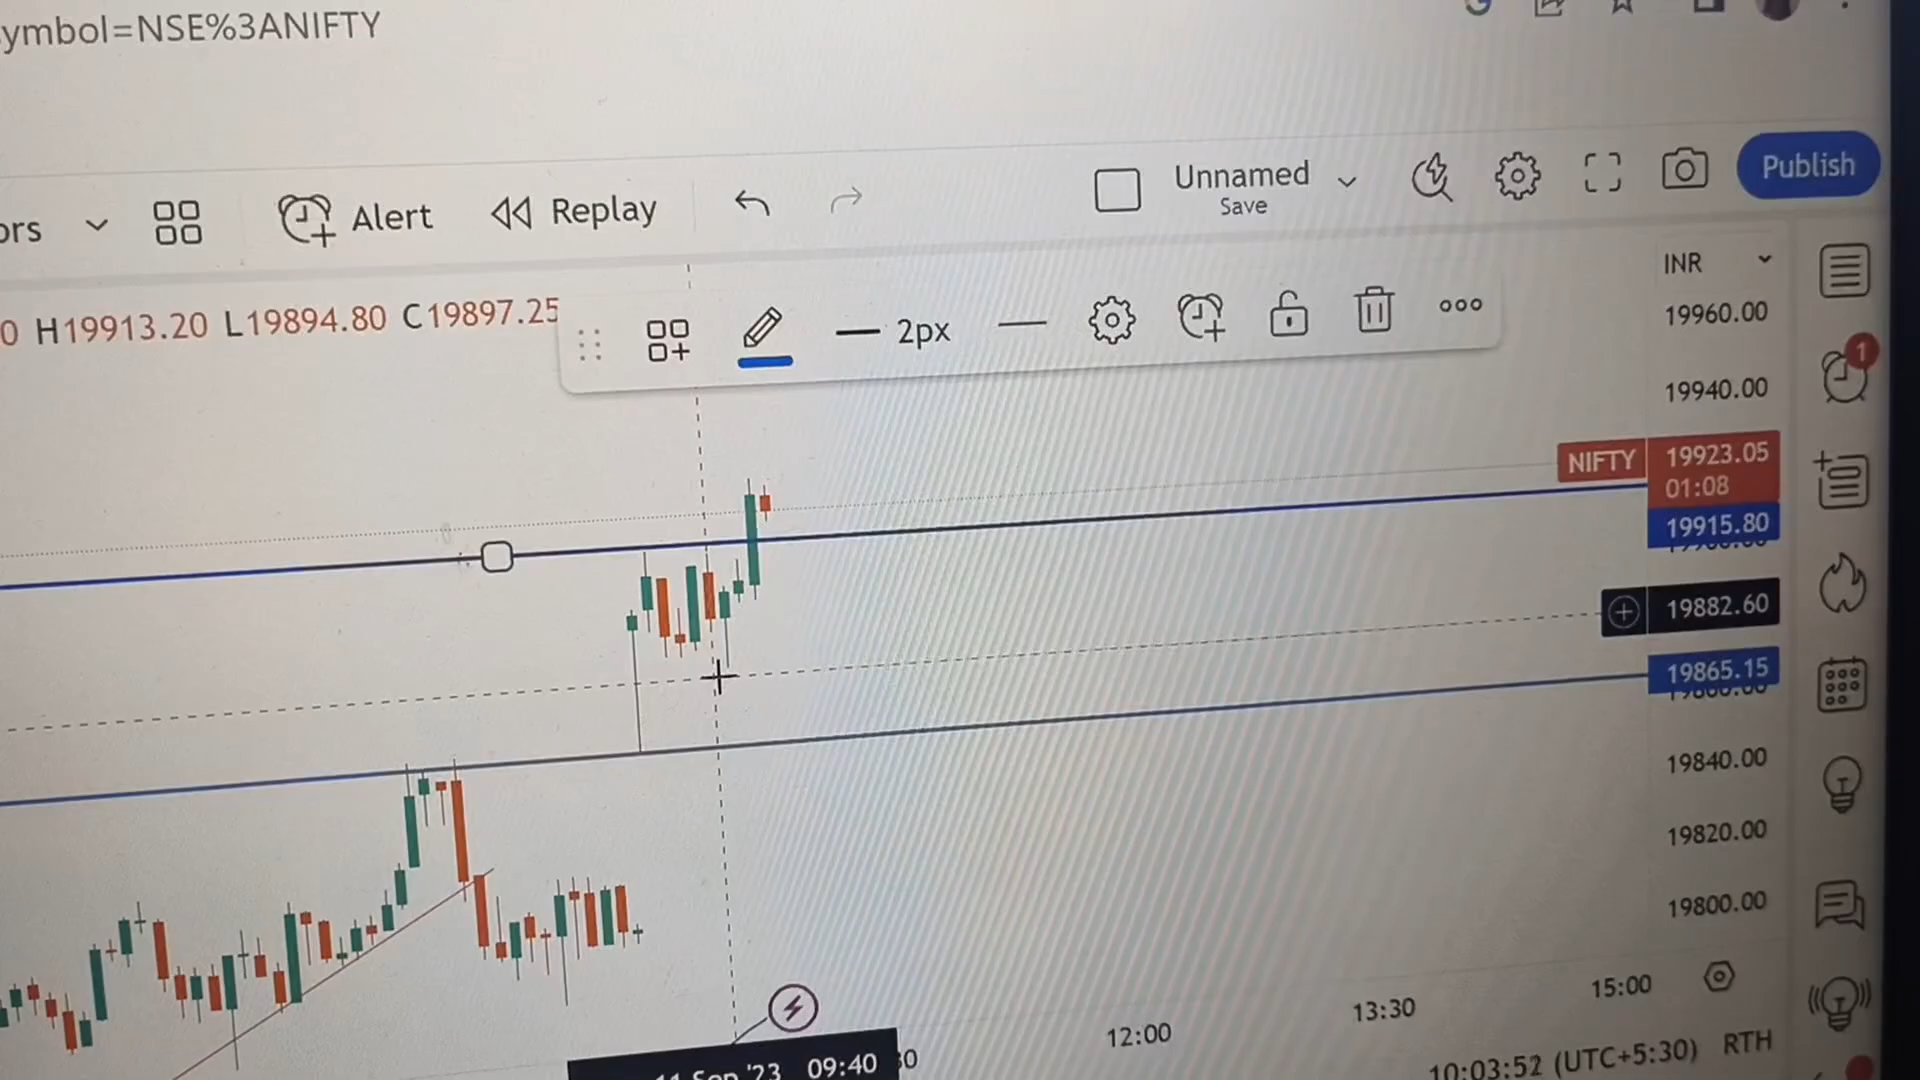 ymbol=NSE%3ANIFTY
ors
Alert
Replay
Unnamed
Save
Publish
0 H19913.20 L19894.80 C19897.25
2px
INR
19960.00
19940.00
NIFTY
19923.05
01:08
19915.80
19882.60
19865.15
19840.00
19820.00
19800.00
1
12:00
13:30
15:00
11 Sep '23 09:40
10:03:52 (UTC+5:30)
RTH